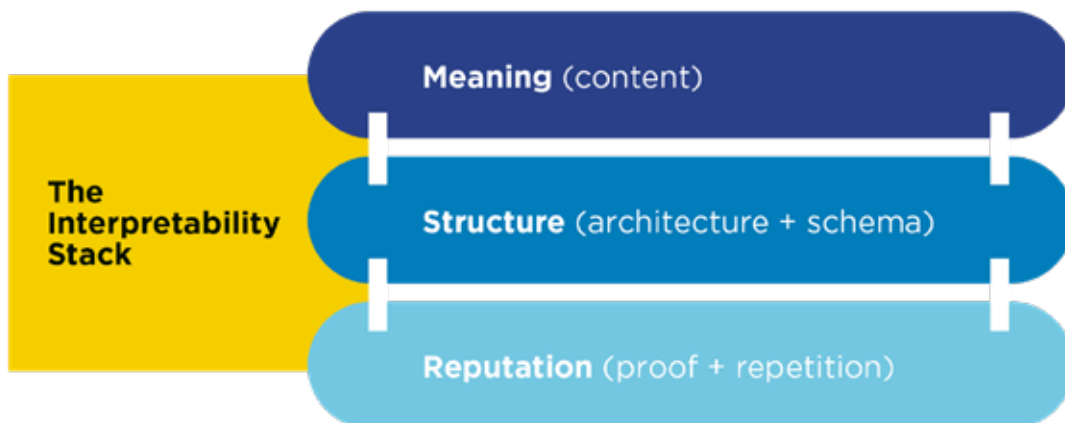 The
Interpretability
Stack
Meaning (content)
Structure (architecture + schema)
Reputation (proof + repetition)